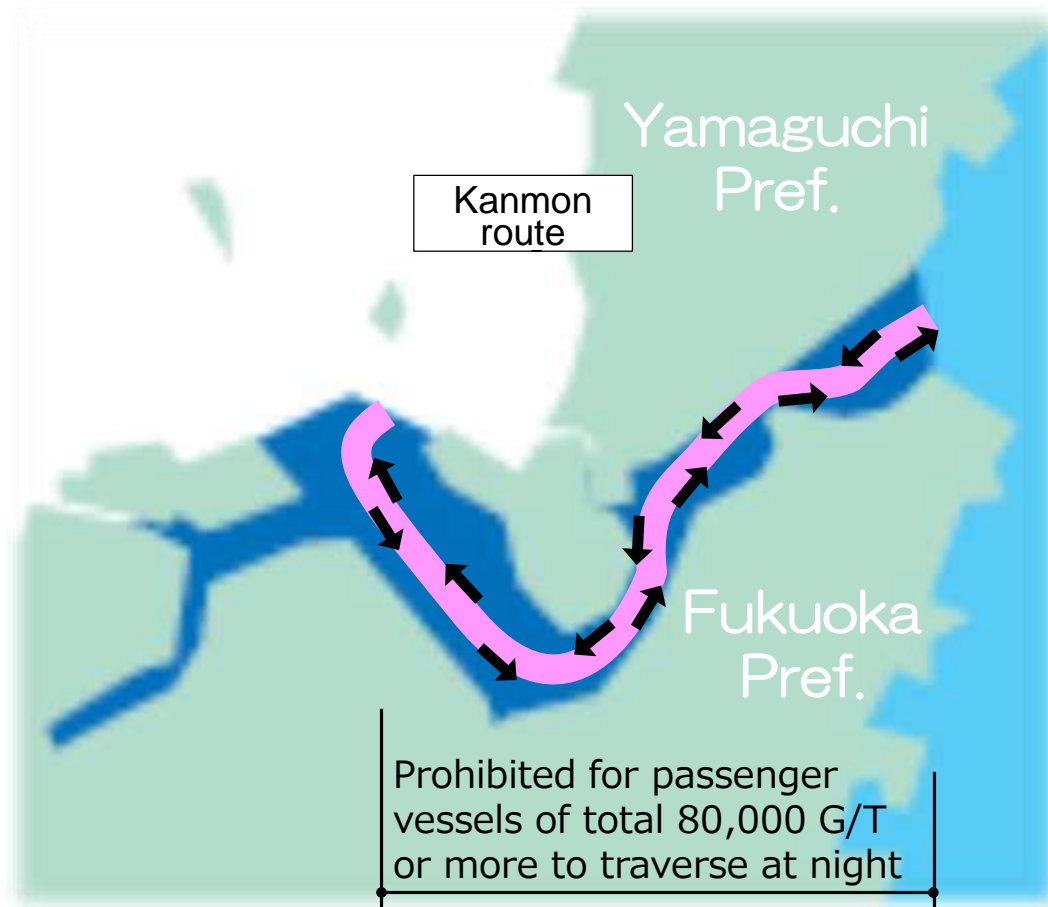 Yamaguchi
Pref.
Kanmon
route
Fukuoka
Pref.
Prohibited for passenger
vessels of total 80,000 G/T
or more to traverse at night